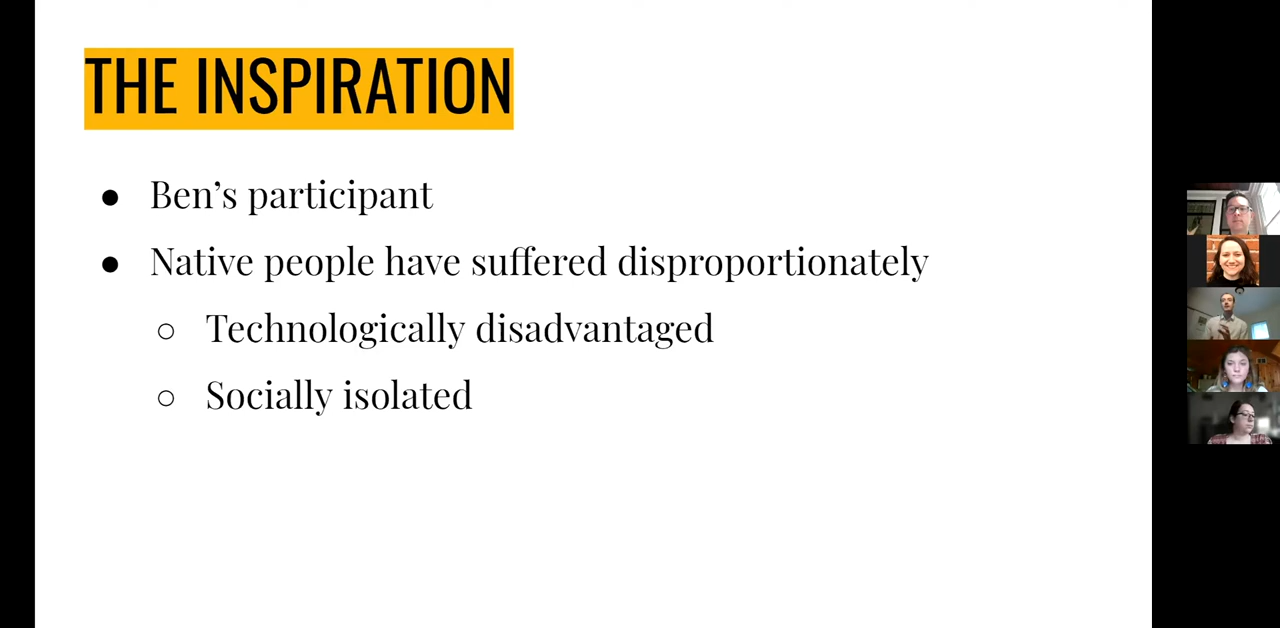 THE INSPIRATION
● Ben’s participant
● Native people have suffered disproportionately
○ Technologically disadvantaged
○ Socially isolated